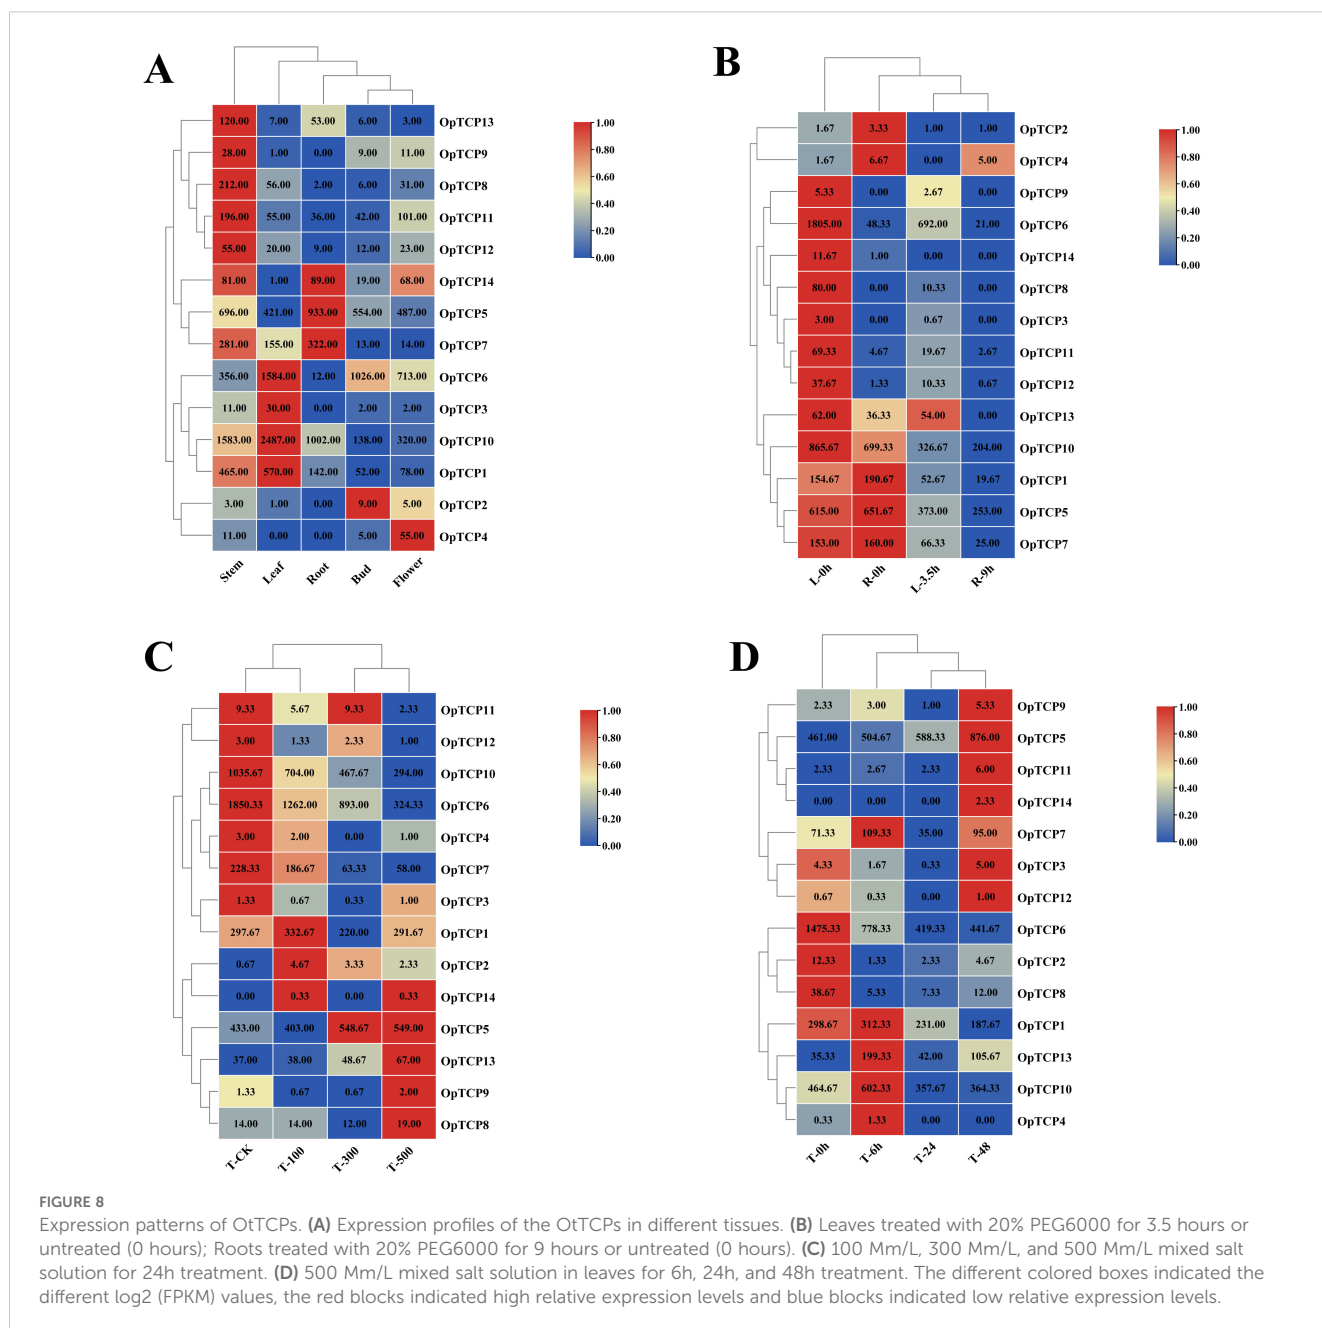 A
120.00 7.00 53.00 6.00 3.00 OpTCP13
28.00 1.00 0.00 9.00 11.00 OpTCP9
212.00 56.00 2.00 6.00 31.00 OpTCP8
196.00 55.00 36.00 42.00 101.00 OpTCP11
55.00 20.00 9.00 12.00 23.00 OpTCP12
81.00 1.00 89.00 19.00 68.00 OpTCP14
696.00 421.00 933.00 554.00 487.00 OpTCP5
281.00 155.00 322.00 13.00 14.00 OpTCP7
356.00 1584.00 12.00 1026.00 713.00 OpTCP6
11.00 30.00 0.00 2.00 2.00 OpTCP3
1583.00 2487.00 1002.00 138.00 320.00 OpTCP10
465.00 570.00 142.00 52.00 78.00 OpTCP1
3.00 1.00 0.00 9.00 5.00 OpTCP2
11.00 0.00 0.00 5.00 55.00 OpTCP4
Stem Leaf Root Bud Flower
1.00
0.80
0.60
0.40
0.20
0.00
B
1.67 3.33 1.00 1.00 OpTCP2
1.67 6.67 0.00 5.00 OpTCP4
5.33 0.00 2.67 0.00 OpTCP9
1805.00 48.33 692.00 21.00 OpTCP6
11.67 1.00 0.00 0.00 OpTCP14
80.00 0.00 10.33 0.00 OpTCP8
3.00 0.00 0.67 0.00 OpTCP3
69.33 4.67 19.67 2.67 OpTCP11
37.67 1.33 10.33 0.67 OpTCP12
62.00 36.33 54.00 0.00 OpTCP13
865.67 699.33 326.67 204.00 OpTCP10
154.67 190.67 52.67 19.67 OpTCP1
615.00 651.67 373.00 253.00 OpTCP5
153.00 160.00 66.33 25.00 OpTCP7
L-0h R-0h L-3.5h R-9h
1.00
0.80
0.60
0.40
0.20
0.00
C
9.33 5.67 9.33 2.33 OpTCP11
3.00 1.33 2.33 1.00 OpTCP12
1035.67 704.00 467.67 294.00 OpTCP10
1850.33 1262.00 893.00 324.33 OpTCP6
3.00 2.00 0.00 1.00 OpTCP4
228.33 186.67 63.33 58.00 OpTCP7
1.33 0.67 0.33 1.00 OpTCP3
297.67 332.67 220.00 291.67 OpTCP1
0.67 4.67 3.33 2.33 OpTCP2
0.00 0.33 0.00 0.33 OpTCP14
433.00 403.00 548.67 549.00 OpTCP5
37.00 38.00 48.67 67.00 OpTCP13
1.33 0.67 0.67 2.00 OpTCP9
14.00 14.00 12.00 19.00 OpTCP8
T-CK T-100 T-300 T-500
1.00
0.80
0.60
0.40
0.20
0.00
D
2.33 3.00 1.00 5.33 OpTCP9
461.00 504.67 588.33 876.00 OpTCP5
2.33 2.67 2.33 6.00 OpTCP11
0.00 0.00 0.00 2.33 OpTCP14
71.33 109.33 35.00 95.00 OpTCP7
4.33 1.67 0.33 5.00 OpTCP3
0.67 0.33 0.00 1.00 OpTCP12
1475.33 778.33 419.33 441.67 OpTCP6
12.33 1.33 2.33 4.67 OpTCP2
38.67 5.33 7.33 12.00 OpTCP8
298.67 312.33 231.00 187.67 OpTCP1
35.33 199.33 42.00 105.67 OpTCP13
464.67 602.33 357.67 364.33 OpTCP10
0.33 1.33 0.00 0.00 OpTCP4
T-0h T-6h T-24 T-48
1.00
0.80
0.60
0.40
0.20
0.00
FIGURE 8
Expression patterns of OtTCPs. (A) Expression profiles of the OtTCPs in different tissues. (B) Leaves treated with 20% PEG6000 for 3.5 hours or
untreated (0 hours); Roots treated with 20% PEG6000 for 9 hours or untreated (0 hours). (C) 100 Mm/L, 300 Mm/L, and 500 Mm/L mixed salt
solution for 24h treatment. (D) 500 Mm/L mixed salt solution in leaves for 6h, 24h, and 48h treatment. The different colored boxes indicated the
different log2 (FPKM) values, the red blocks indicated high relative expression levels and blue blocks indicated low relative expression levels.